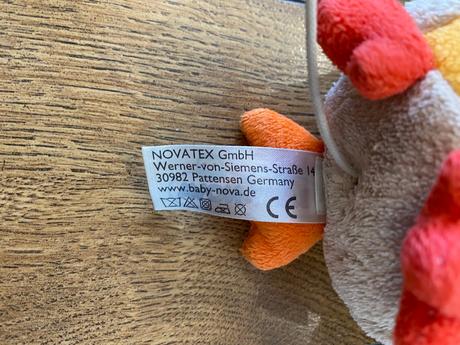 NOVATEX GmbH
Werner-von-Siemens-Straße 14
30982 Pattensen Germany
www.baby-nova.de
CE